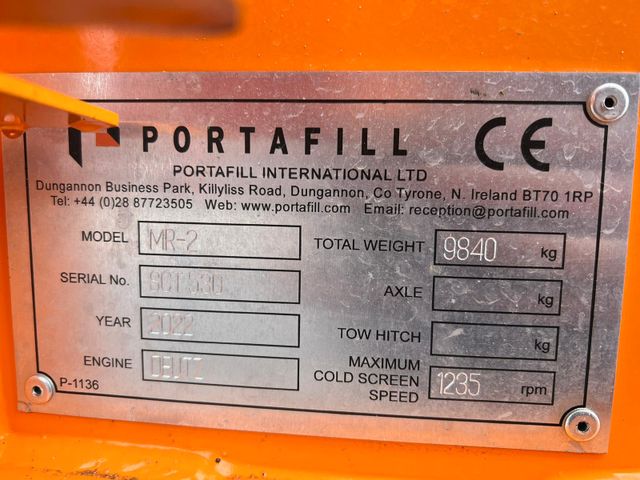 PORTAFILL CE
PORTAFILL INTERNATIONAL LTD
Dungannon Business Park, Killyliss Road, Dungannon, Co Tyrone, N. Ireland BT70 1RP
Tel: +44 (0)28 87723505 Web: www.portafill.com Email: reception@portafill.com
MODEL MR-2
SERIAL No.
YEAR 2022
ENGINE DEUTZ
P-1136
TOTAL WEIGHT 9840 kg
AXLE kg
TOW HITCH kg
MAXIMUM
COLD SCREEN 1235 rpm
SPEED